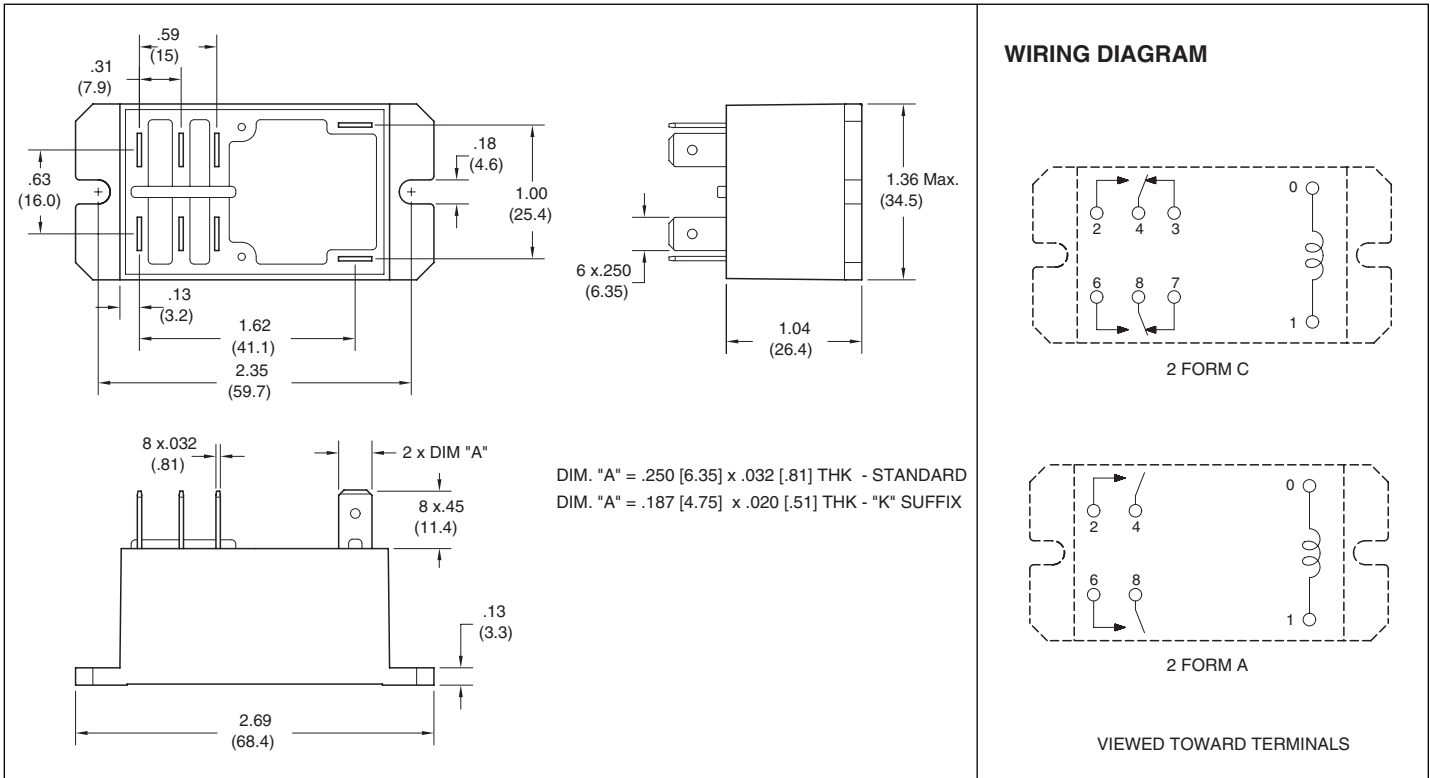 .59
(15)
.31
(7.9)
.63
(16.0)
.18
(4.6)
1.00
(25.4)
.13
(3.2)
1.62
(41.1)
2.35
(59.7)
6 x.250
(6.35)
1.36 Max.
(34.5)
1.04
(26.4)
8 x.032
(.81)
2 x DIM "A"
8 x.45
(11.4)
.13
(3.3)
2.69
(68.4)
DIM. "A" = .250 [6.35] x .032 [.81] THK - STANDARD
DIM. "A" = .187 [4.75] x .020 [.51] THK - "K" SUFFIX
WIRING DIAGRAM
2 4 3
0
6 8 7
1
2 FORM C
0
2 4
6 8
1
2 FORM A
VIEWED TOWARD TERMINALS